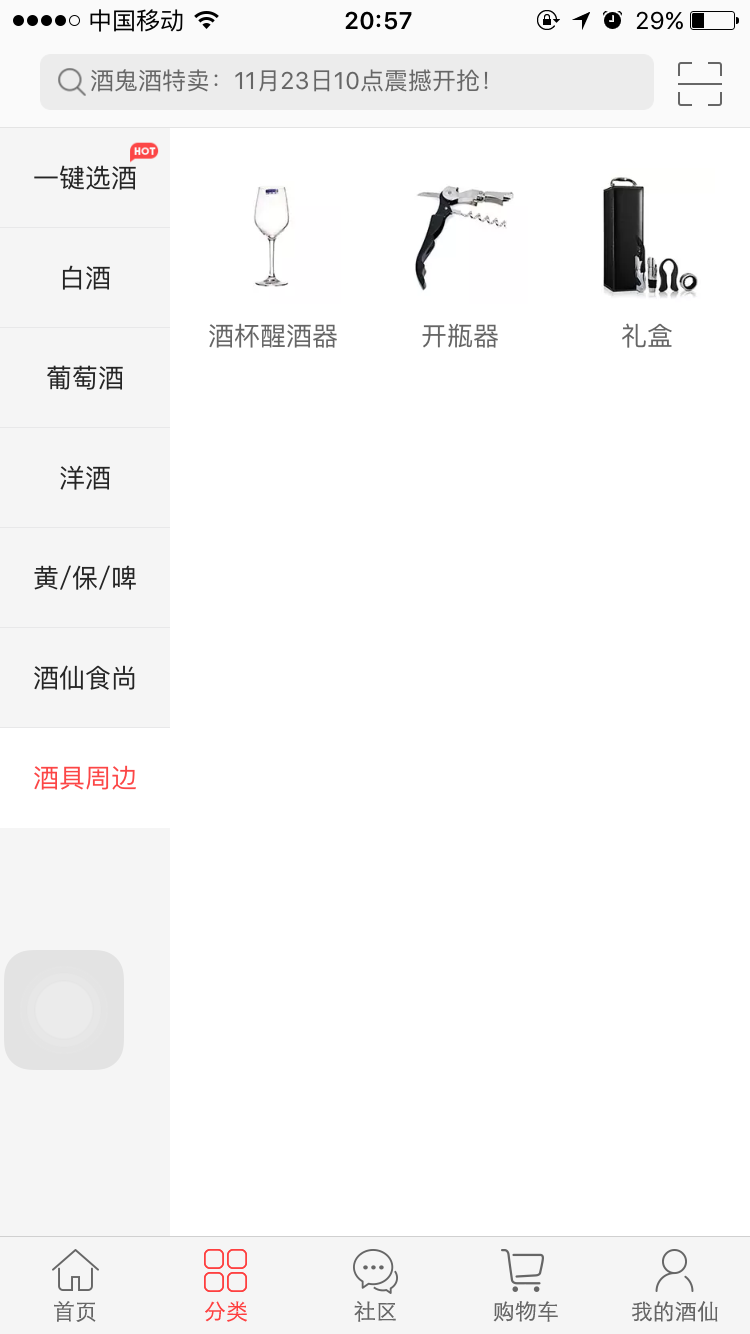 中国移动 20:57 29%
酒鬼酒特卖：11月23日10点震撼开抢！
HOT
一键选酒
白酒
葡萄酒
洋酒
黄/保/啤
酒仙食尚
酒具周边
酒杯醒酒器 开瓶器 礼盒
首页 分类 社区 购物车 我的酒仙